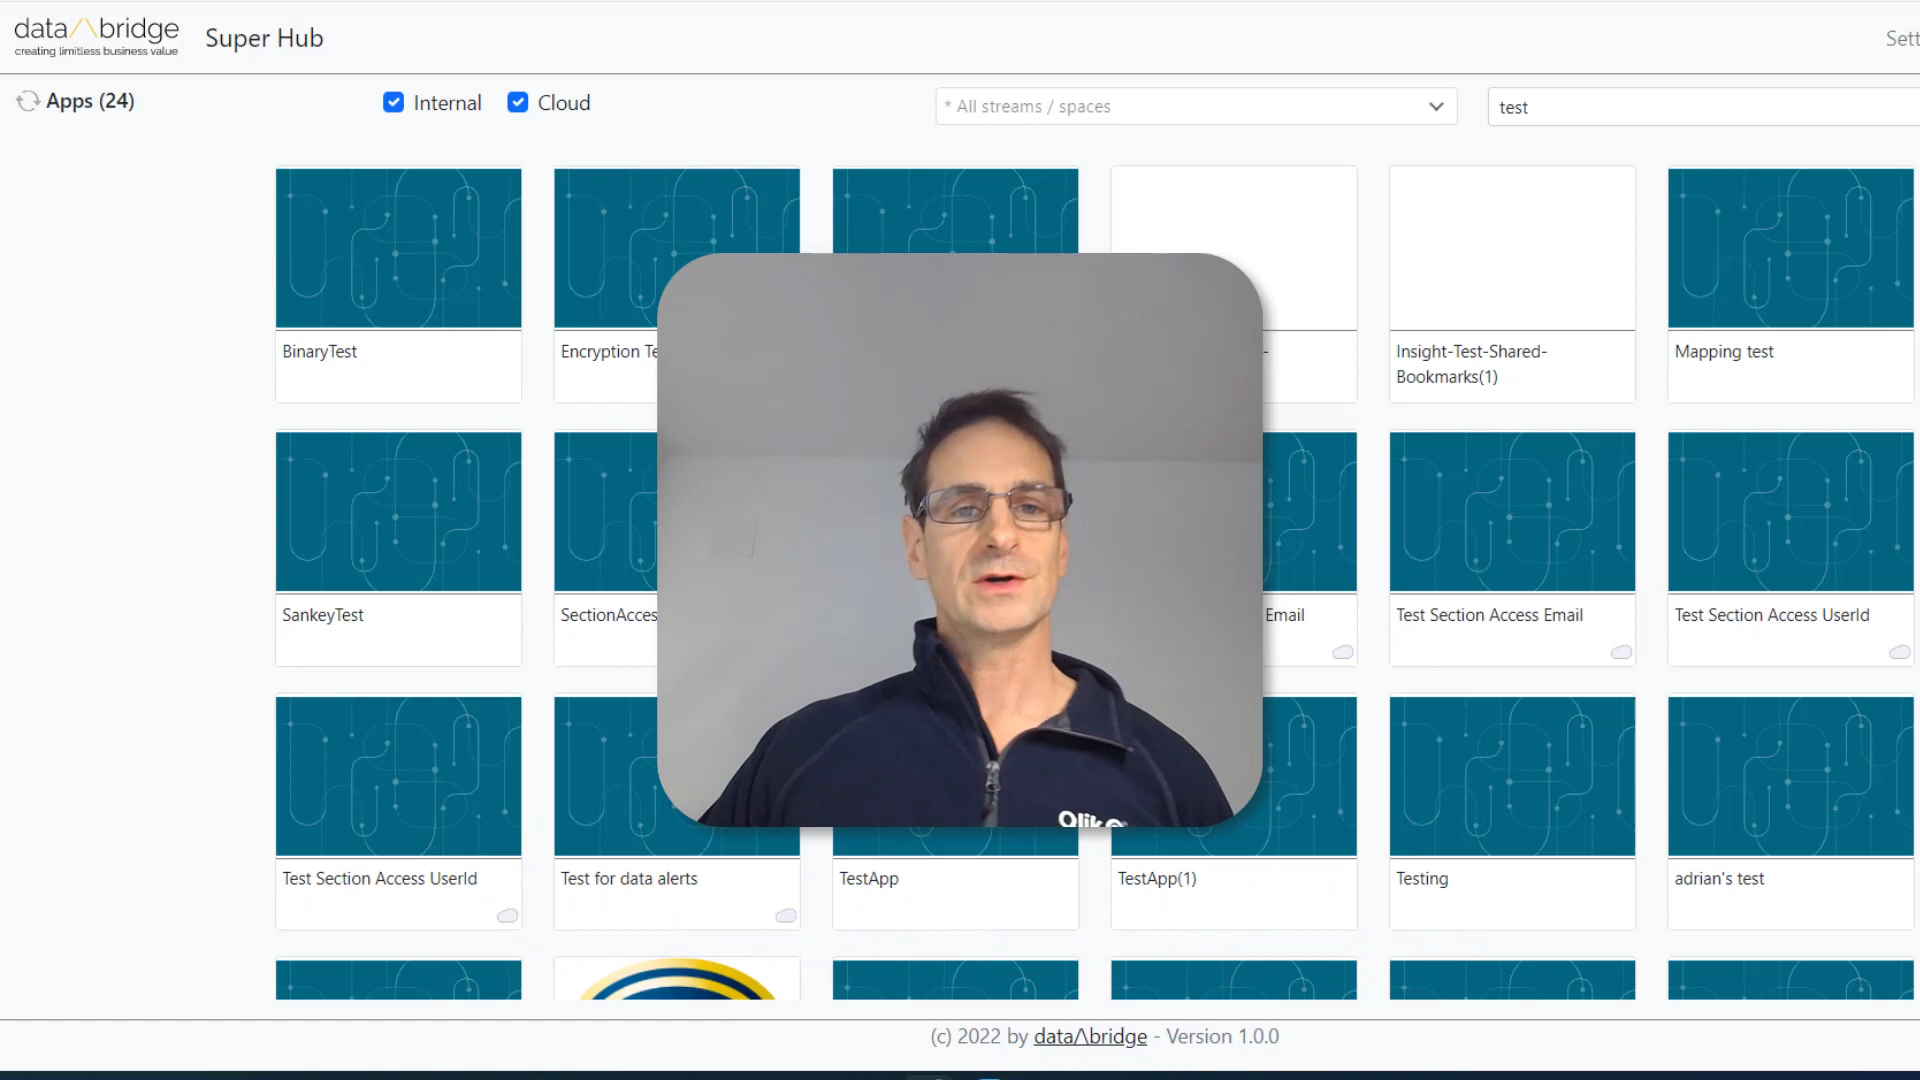 data/\bridge
creating limitless business value
Super Hub
Apps (24)
Internal
Cloud
* All streams / spaces
test
BinaryTest
Encryption
-
Insight-Test-Shared-
Bookmarks(1)
Mapping test
SankeyTest
Email
Test Section Access Email
Test Section Access UserId
Test Section Access UserId
Test for data alerts
TestApp
TestApp(1)
Testing
adrian's test
Qlik
(c) 2022 by data/\bridge - Version 1.0.0